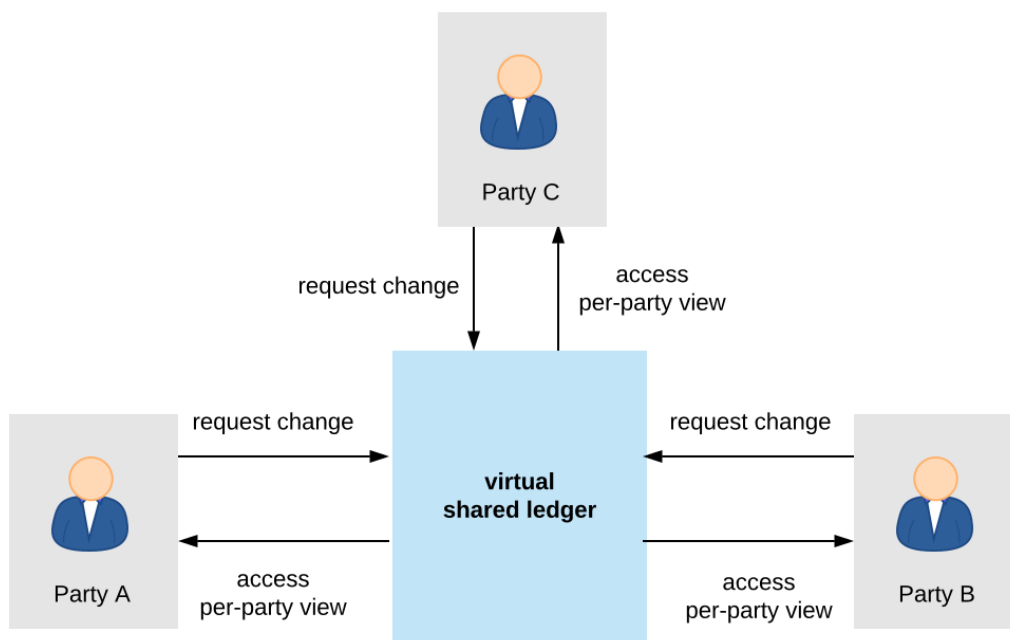 Party C
request change
access
per-party view
request change
request change
virtual
shared ledger
Party A
access
per-party view
access
per-party view
Party B